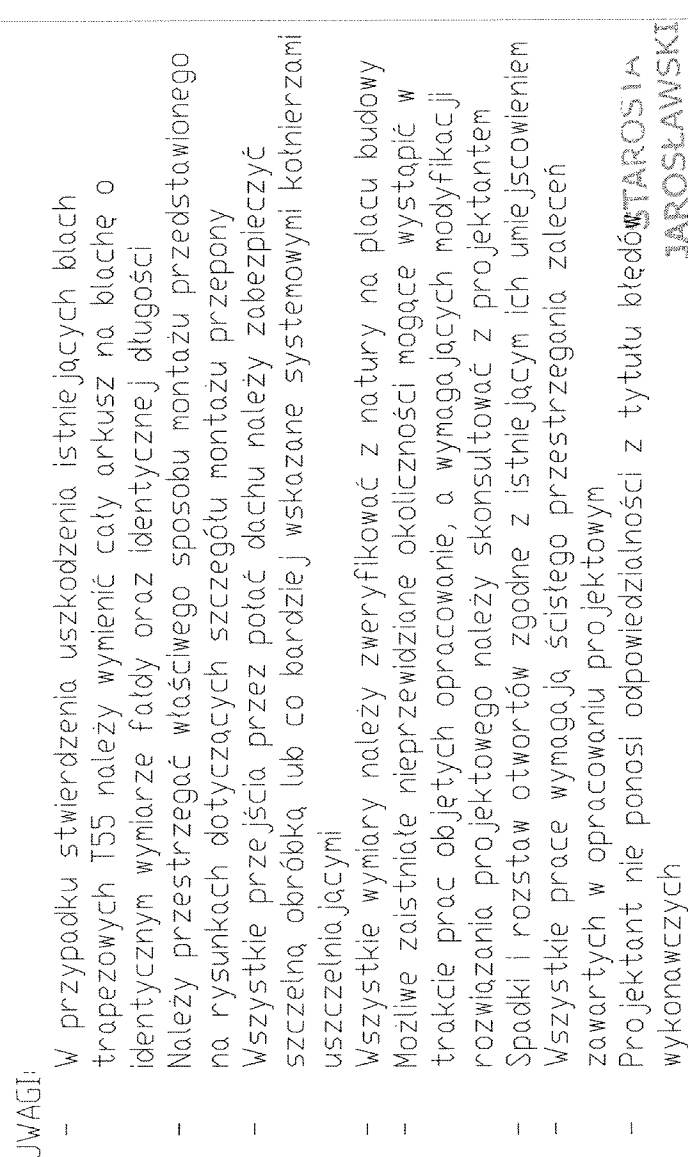 UWAGI:
- W przypadku stwierdzenia uszkodzenia istniejących blach
trapezowych T55 należy wymienić cały arkusz na blachę o
identycznym wymiarze fałdy oraz identycznej długości
- Należy przestrzegać właściwego sposobu montażu przedstawionego
na rysunkach dotyczących szczegółu montażu przepony
- Wszystkie przejścia przez połać dachu należy zabezpieczyć
szczelną obróbką lub co bardziej wskazane systemowymi kołnierzami
uszczelniającymi
- Wszystkie wymiary należy zweryfikować z natury na placu budowy
- Możliwe zaistniałe nieprzewidziane okoliczności mogące wystąpić w
trakcie prac objętych opracowanie, a wymagających modyfikacji
rozwiązania projektowego należy skonsultować z projektantem
- Spadki i rozstaw otwortów zgodne z istniejącym ich umiejscowieniem
- Wszystkie prace wymagają ścisłego przestrzegania zaleceń
zawartych w opracowaniu projektowym
- Projektant nie ponosi odpowiedzialności z tytułu błędów
wykonawczych
STAROSTA
JAROSŁAWSKI